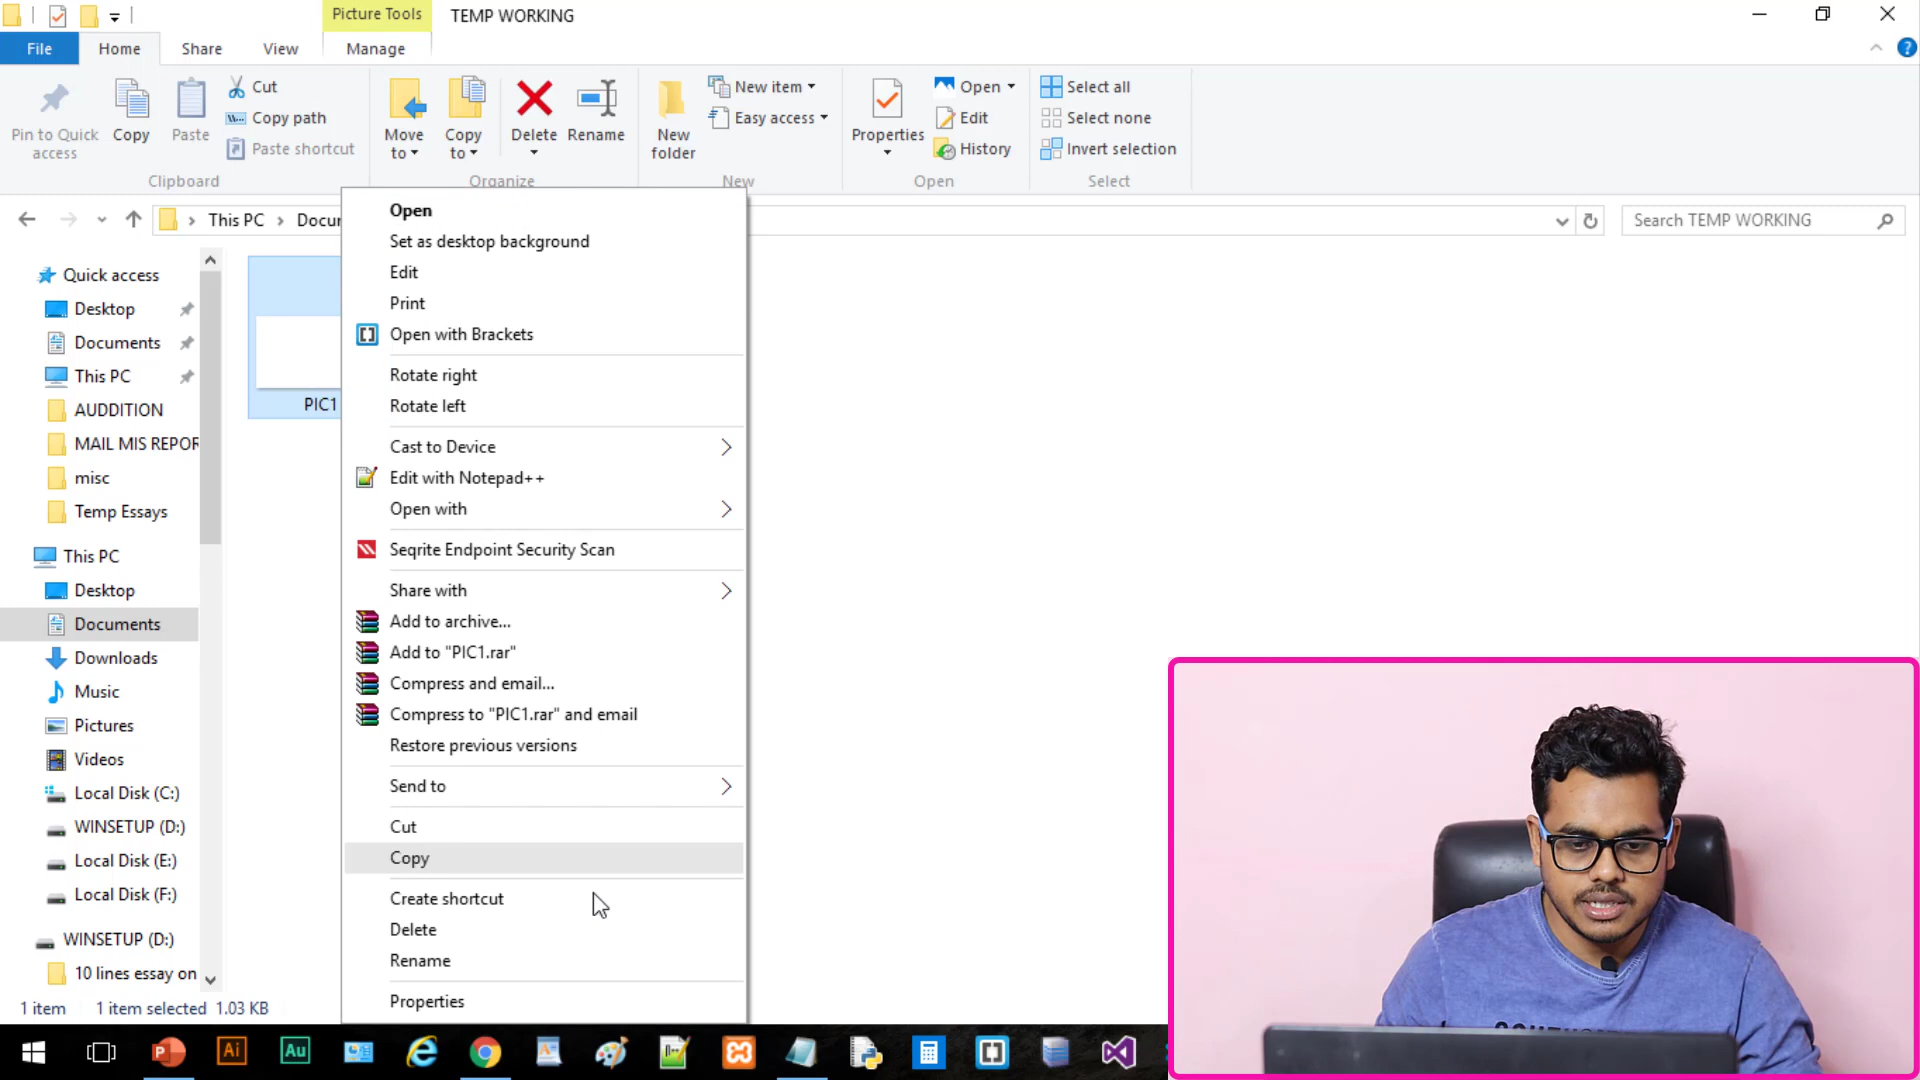 Picture Tools
TEMP WORKING
File
Home
Share
View
Manage
Pin to Quick access
Copy
Paste
Cut
Copy path
Paste shortcut
Clipboard
Move to
Copy to
Delete
Rename
Organize
New folder
New item
Easy access
New
Properties
Open
Edit
History
Open
Select all
Select none
Invert selection
Select
This PC
Docu
Search TEMP WORKING
Quick access
Desktop
Documents
This PC
AUDDITION
MAIL MIS REPOR
misc
Temp Essays
This PC
Desktop
Documents
Downloads
Music
Pictures
Videos
Local Disk (C:)
WINSETUP (D:)
Local Disk (E:)
Local Disk (F:)
WINSETUP (D:)
10 lines essay on
PIC1
Open
Set as desktop background
Edit
Print
Open with Brackets
Rotate right
Rotate left
Cast to Device
Edit with Notepad++
Open with
Seqrite Endpoint Security Scan
Share with
Add to archive...
Add to "PIC1.rar"
Compress and email...
Compress to "PIC1.rar" and email
Restore previous versions
Send to
Cut
Copy
Create shortcut
Delete
Rename
Properties
1 item
1 item selected 1.03 KB
Ai
Au